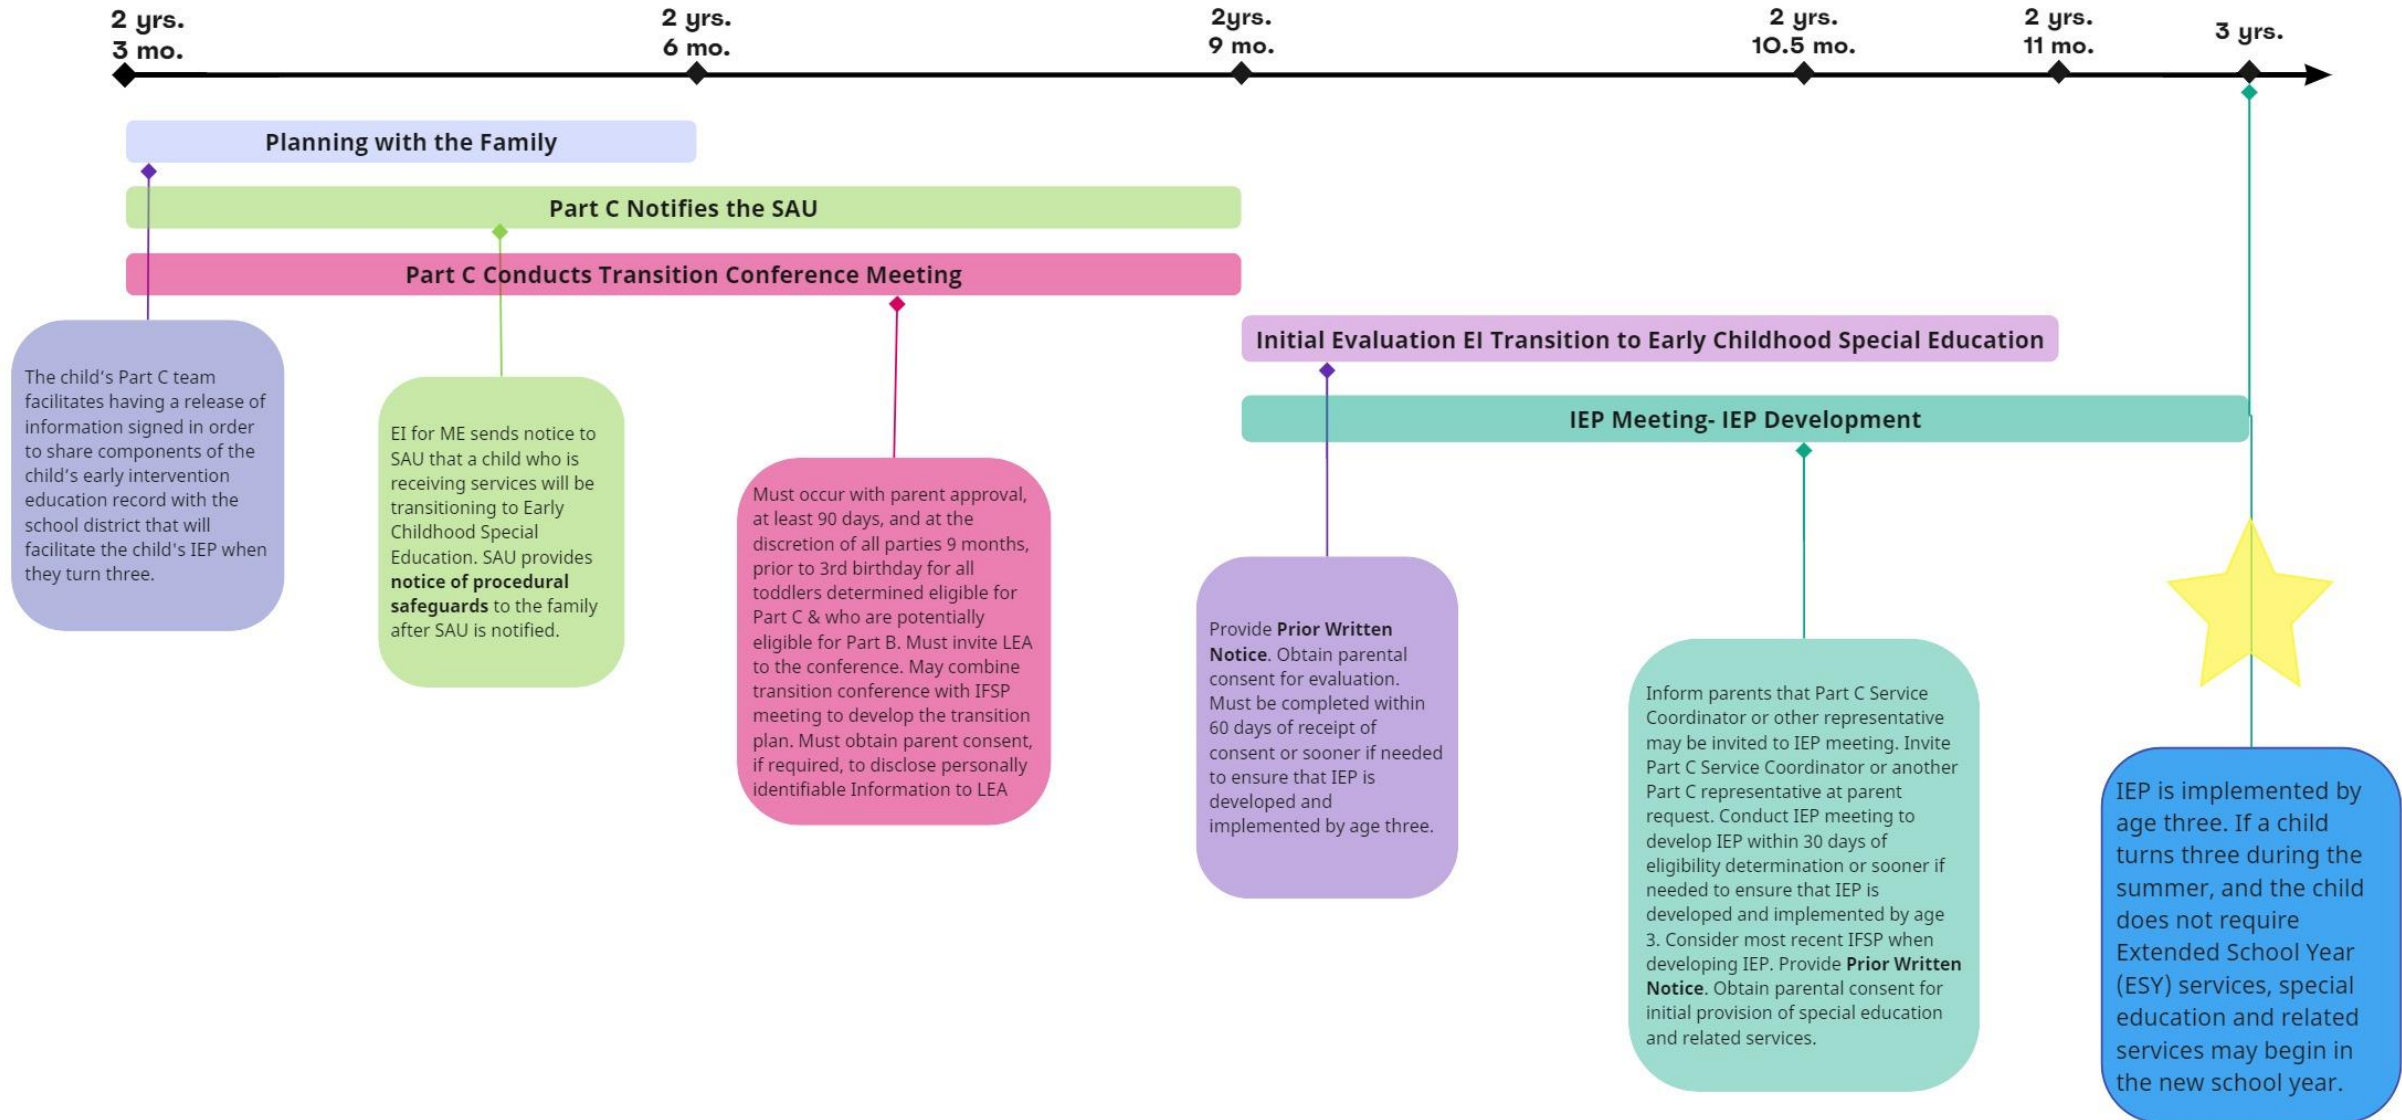 2 yrs.
3 mo.
2 yrs.
6 mo.
2yrs.
9 mo.
2 yrs.
10.5 mo.
2 yrs.
11 mo.
3 yrs.
Planning with the Family
Part C Notifies the SAU
Part C Conducts Transition Conference Meeting
Initial Evaluation EI Transition to Early Childhood Special Education
IEP Meeting- IEP Development
The child's Part C team
facilitates having a release of
information signed in order
to share components of the
child's early intervention
education record with the
school district that will
facilitate the child's IEP when
they turn three.
EI for ME sends notice to
SAU that a child who is
receiving services will be
transitioning to Early
Childhood Special
Education. SAU provides
notice of procedural
safeguards to the family
after SAU is notified.
Must occur with parent approval,
at least 90 days, and at the
discretion of all parties 9 months,
prior to 3rd birthday for all
toddlers determined eligible for
Part C & who are potentially
eligible for Part B. Must invite LEA
to the conference. May combine
transition conference with IFSP
meeting to develop the transition
plan. Must obtain parent consent,
if required, to disclose personally
identifiable Information to LEA
Provide Prior Written
Notice. Obtain parental
consent for evaluation.
Must be completed within
60 days of receipt of
consent or sooner if needed
to ensure that IEP is
developed and
implemented by age three.
Inform parents that Part C Service
Coordinator or other representative
may be invited to IEP meeting. Invite
Part C Service Coordinator or another
Part C representative at parent
request. Conduct IEP meeting to
develop IEP within 30 days of
eligibility determination or sooner if
needed to ensure that IEP is
developed and implemented by age
3. Consider most recent IFSP when
developing IEP. Provide Prior Written
Notice. Obtain parental consent for
initial provision of special education
and related services.
IEP is implemented by
age three. If a child
turns three during the
summer, and the child
does not require
Extended School Year
(ESY) services, special
education and related
services may begin in
the new school year.